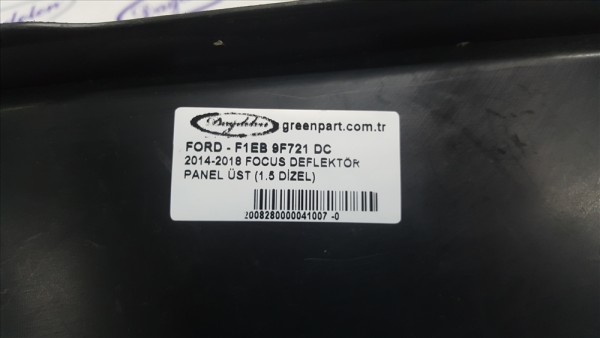 Bağdelen greenpart.com.tr
FORD - F1EB 9F721 DC
2014-2018 FOCUS DEFLEKTÖR
PANEL ÜST (1.5 DİZEL)
2008280000041007 -0